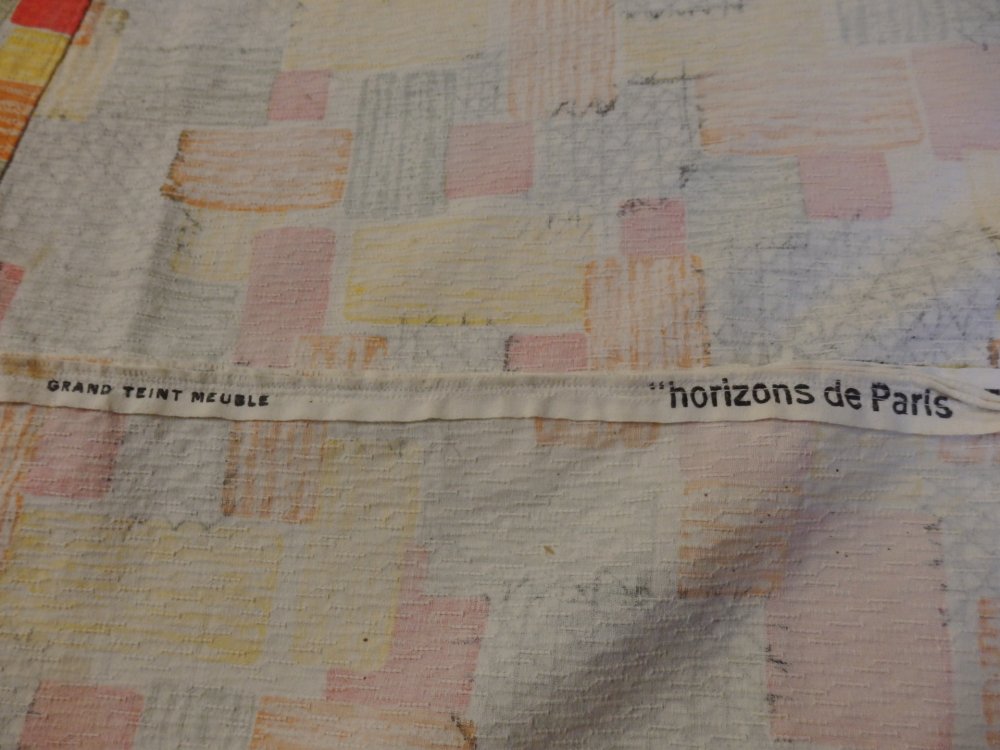 GRAND TEINT MEUBLE
"horizons de Paris